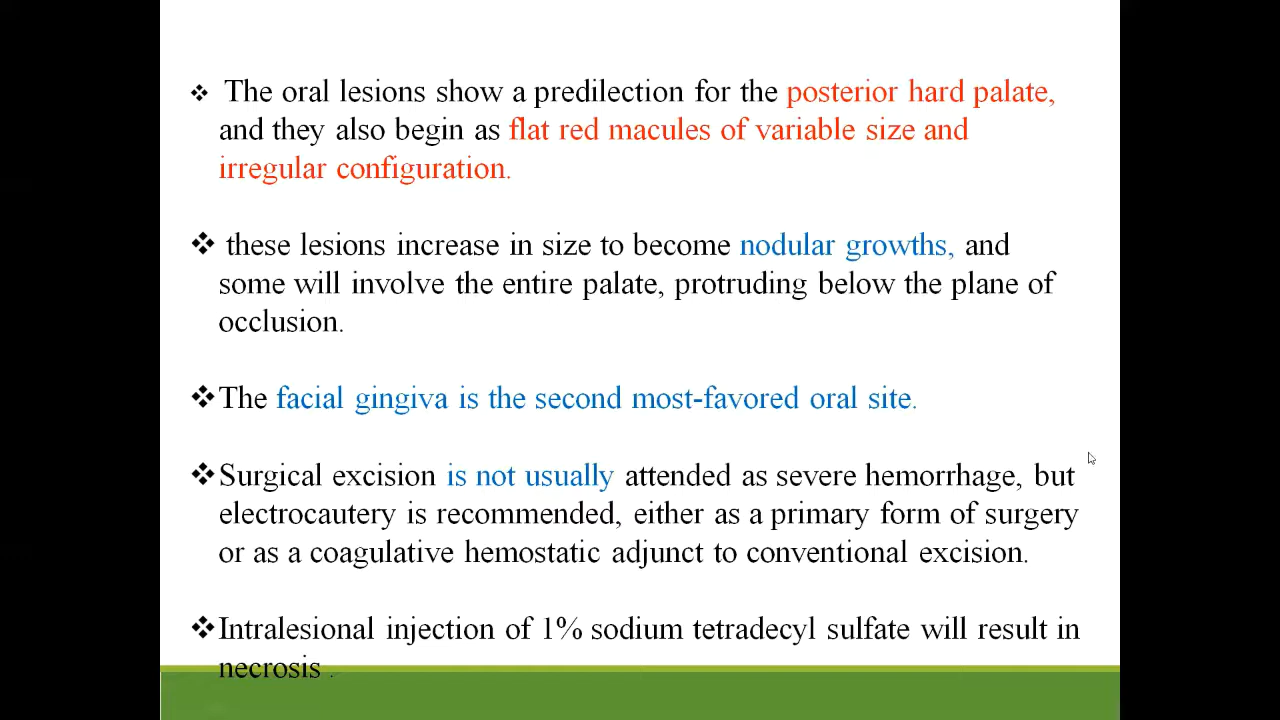 ❖ The oral lesions show a predilection for the posterior hard palate,
and they also begin as flat red macules of variable size and
irregular configuration.
❖ these lesions increase in size to become nodular growths, and
some will involve the entire palate, protruding below the plane of
occlusion.
❖The facial gingiva is the second most-favored oral site.
❖Surgical excision is not usually attended as severe hemorrhage, but
electrocautery is recommended, either as a primary form of surgery
or as a coagulative hemostatic adjunct to conventional excision.
❖Intralesional injection of 1% sodium tetradecyl sulfate will result in
necrosis .